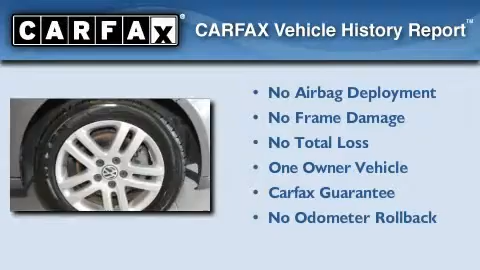 CARFAX® CARFAX Vehicle History Report™
• No Airbag Deployment
• No Frame Damage
• No Total Loss
• One Owner Vehicle
• Carfax Guarantee
• No Odometer Rollback